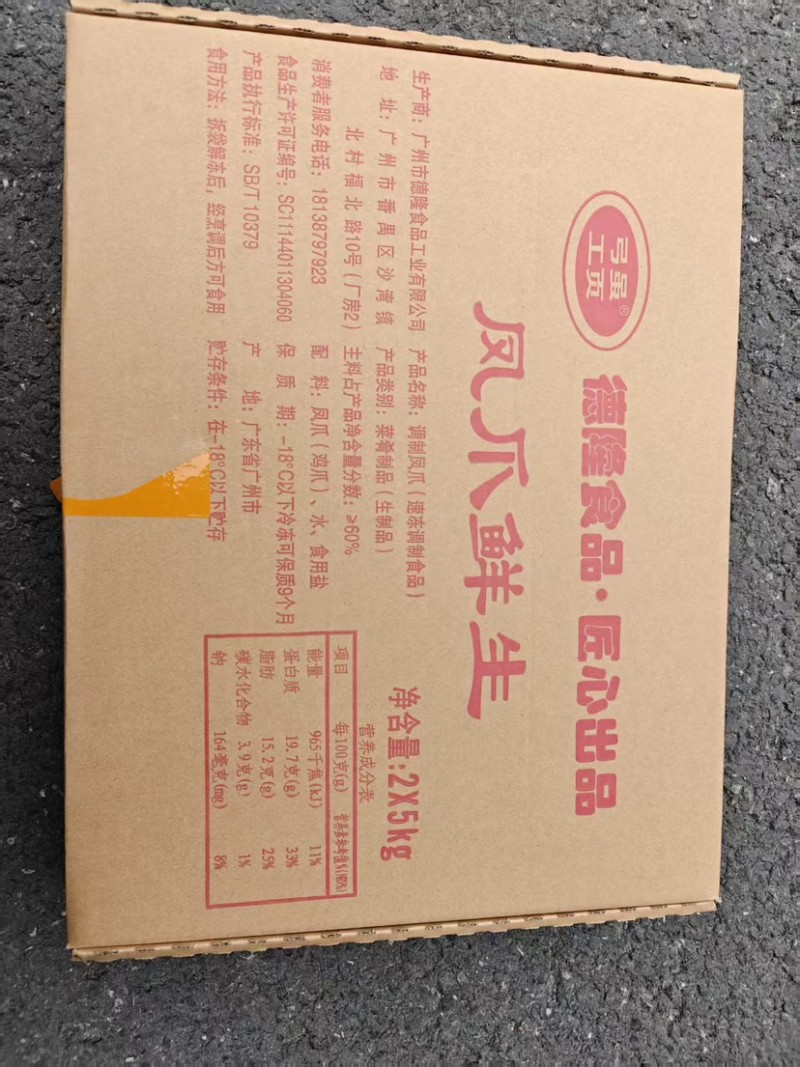 德隆食品·匠心出品
凤爪鲜生
净含量:2X5kg
生产商：广州市德隆食品工业有限公司
地 址：广州市番禺区沙湾镇
北村福北路10号（厂房2）
消费者服务电话：18138797923
食品生产许可证编号：SC11144011304060
产品执行标准：SB/T 10379
食用方法：拆袋解冻后，经烹调后方可食用
产品名称：调制凤爪（速冻调制食品）
产品类别：菜肴制品（生制品）
主料占产品净含量分数：≥60%
配 料：凤爪（鸡爪）、水、食用盐
保 质 期：-18°C以下冷冻可保质9个月
产 地：广东省广州市
贮存条件：在-18°C以下贮存
营养成分表
项目 每100克(g) 营养参考值%(NRV%)
能量 965千焦(kJ) 11%
蛋白质 19.7克(g) 33%
脂肪 15.2克(g) 25%
碳水化合物 3.9克(g) 1%
钠 164毫克(mg) 8%